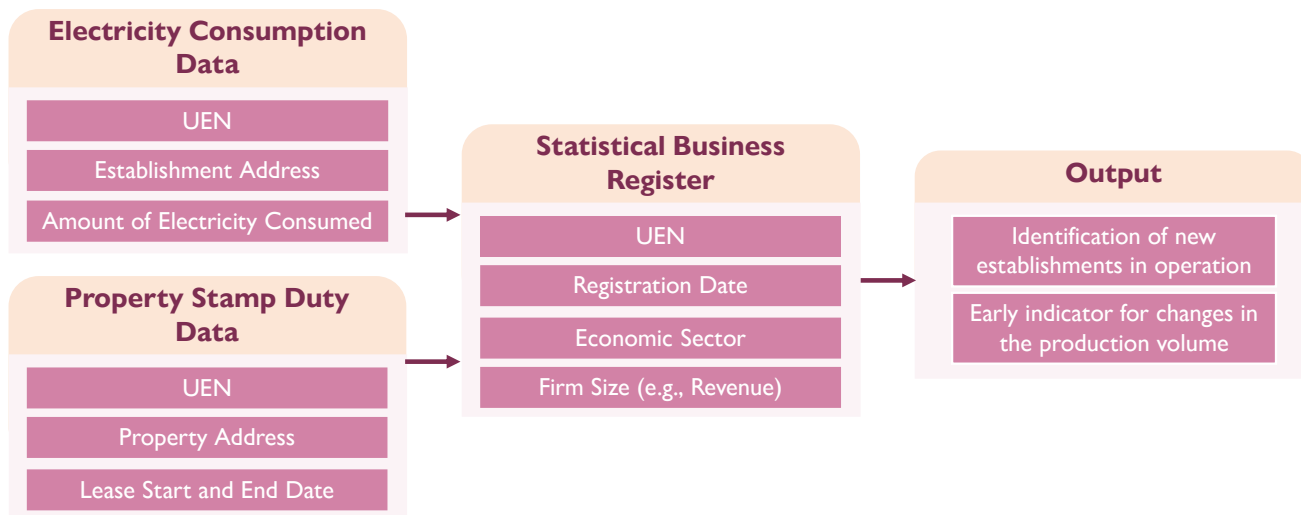 Electricity Consumption
Data
UEN
Establishment Address
Amount of Electricity Consumed
Property Stamp Duty
Data
UEN
Property Address
Lease Start and End Date
Statistical Business
Register
UEN
Registration Date
Economic Sector
Firm Size (e.g., Revenue)
Output
Identification of new
establishments in operation
Early indicator for changes in
the production volume